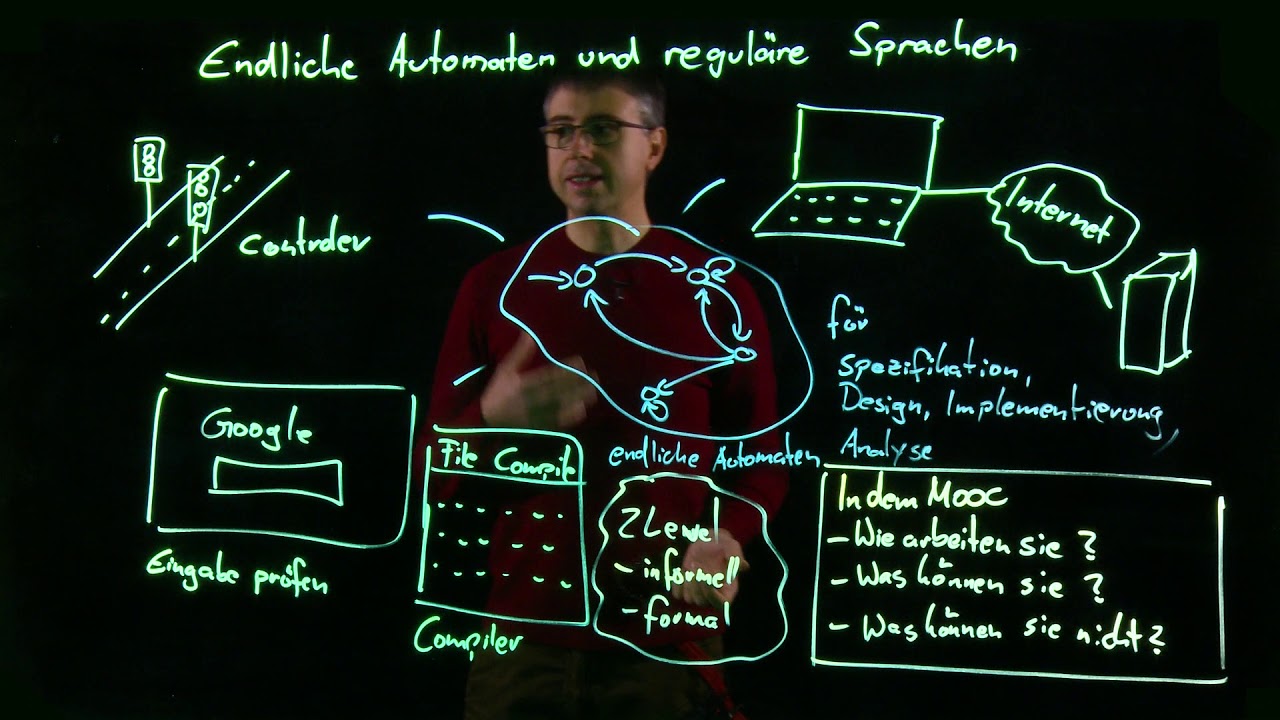 Endliche Automaten und reguläre Sprachen
Controller
Internet
für
Spezifikation,
Design, Implementierung,
Analyse
Google
Eingabe prüfen
File Compile
Compiler
endliche Automaten
2 Level
- informell
- formal
In dem MOOC
- Wie arbeiten sie?
- Was können sie?
- Was können sie nicht?